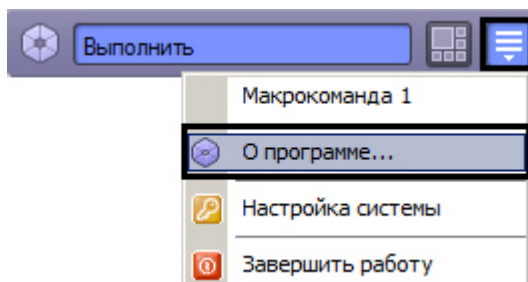 Выполнить
Макрокоманда 1
О программе...
Настройка системы
Завершить работу